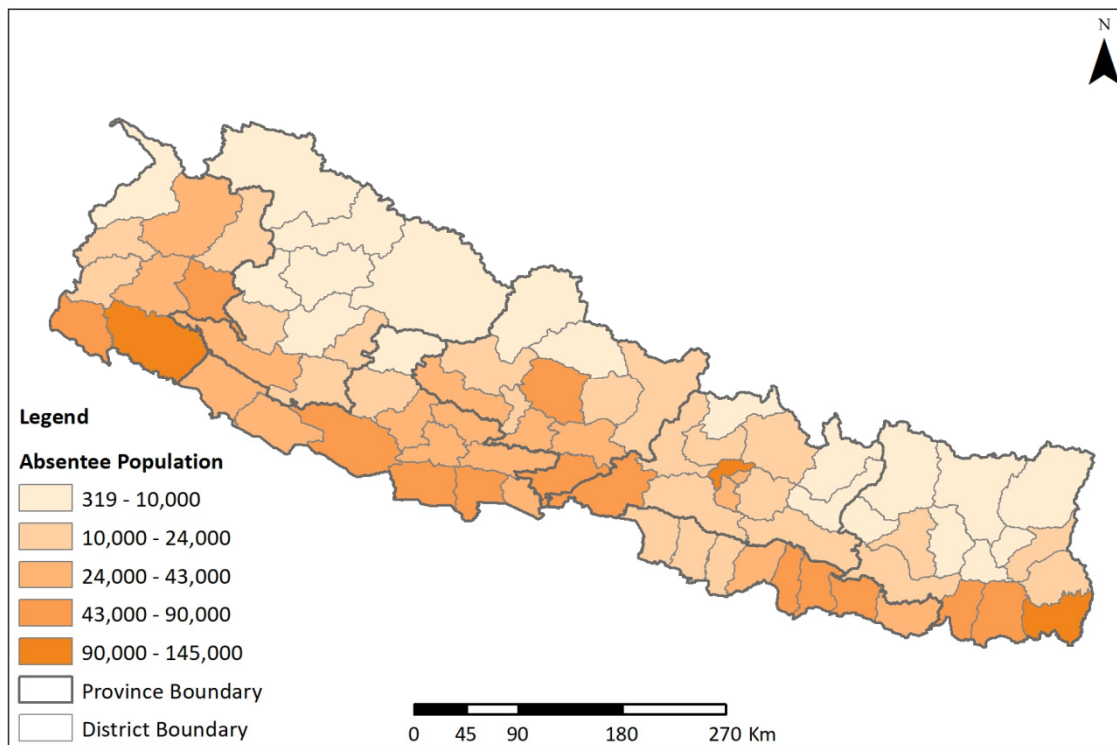 N
Legend
Absentee Population
319 - 10,000
10,000 - 24,000
24,000 - 43,000
43,000 - 90,000
90,000 - 145,000
Province Boundary
District Boundary
0 45 90 180 270 Km